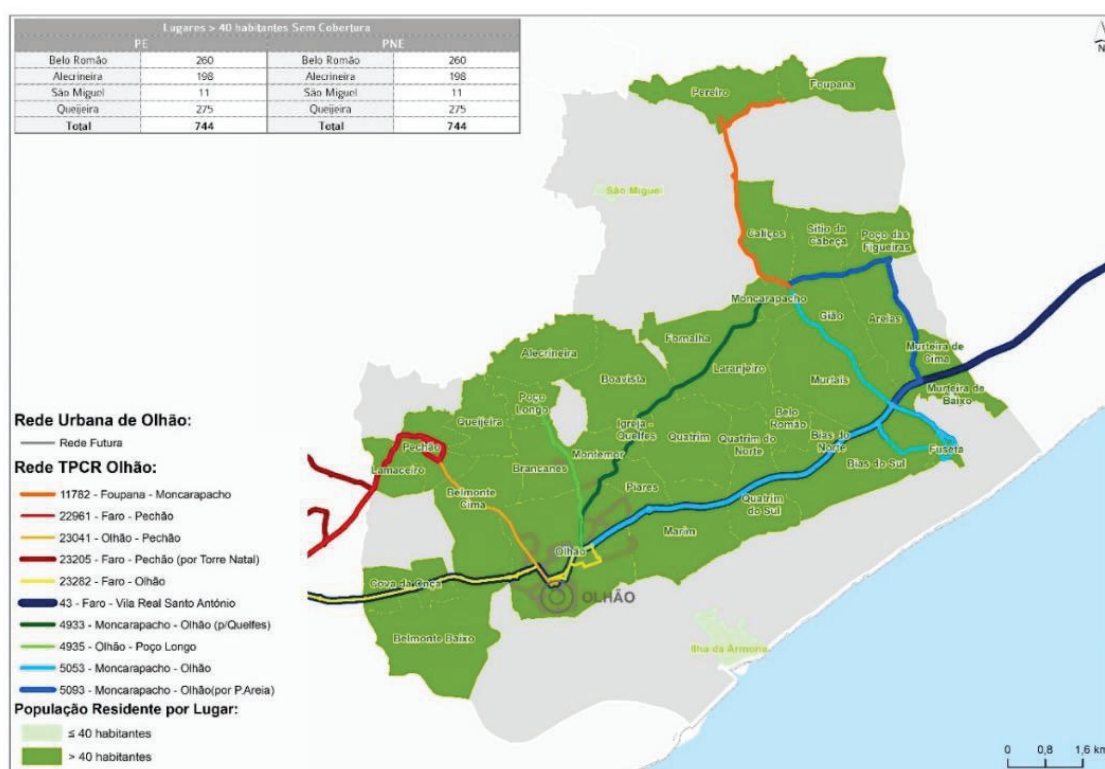 Lugares > 40 habitantes Sem Cobertura
PE PNE
Belo Romão 260 Belo Romão 260
Alecrineira 198 Alecrineira 198
São Miguel 11 São Miguel 11
Queijeira 275 Queijeira 275
Total 744 Total 744
N
Foupana
Pereiro
São Miguel
Caliços
Sítio da
Cabeça
Poço das
Figueiras
Moncarapacho
Gião
Areias
Fornalha
Murteira de
Cima
Alecrineira
Laranjeiro
Boavista
Murtais
Murteira de
Baixo
Poço
Longo
Queijeira
Igreja -
Quelfes
Quatrim
Belo
Romão
Pechão
Quatrim do
Norte
Bias do
Norte
Fuseta
Lamaceiro
Brancanes
Montemor
Bias do Sul
Belmonte
Cima
Piares
Quatrim
do Sul
Marim
Olhão
Cova da Onça
OLHÃO
Belmonte Baixo
Ilha da Armona
Rede Urbana de Olhão:
Rede Futura
Rede TPCR Olhão:
11782 - Foupana - Moncarapacho
22961 - Faro - Pechão
23041 - Olhão - Pechão
23205 - Faro - Pechão (por Torre Natal)
23282 - Faro - Olhão
43 - Faro - Vila Real Santo António
4933 - Moncarapacho - Olhão (p/Quelfes)
4935 - Olhão - Poço Longo
5053 - Moncarapacho - Olhão
5093 - Moncarapacho - Olhão(por P.Areia)
População Residente por Lugar:
≤ 40 habitantes
> 40 habitantes
0 0,8 1,6 km